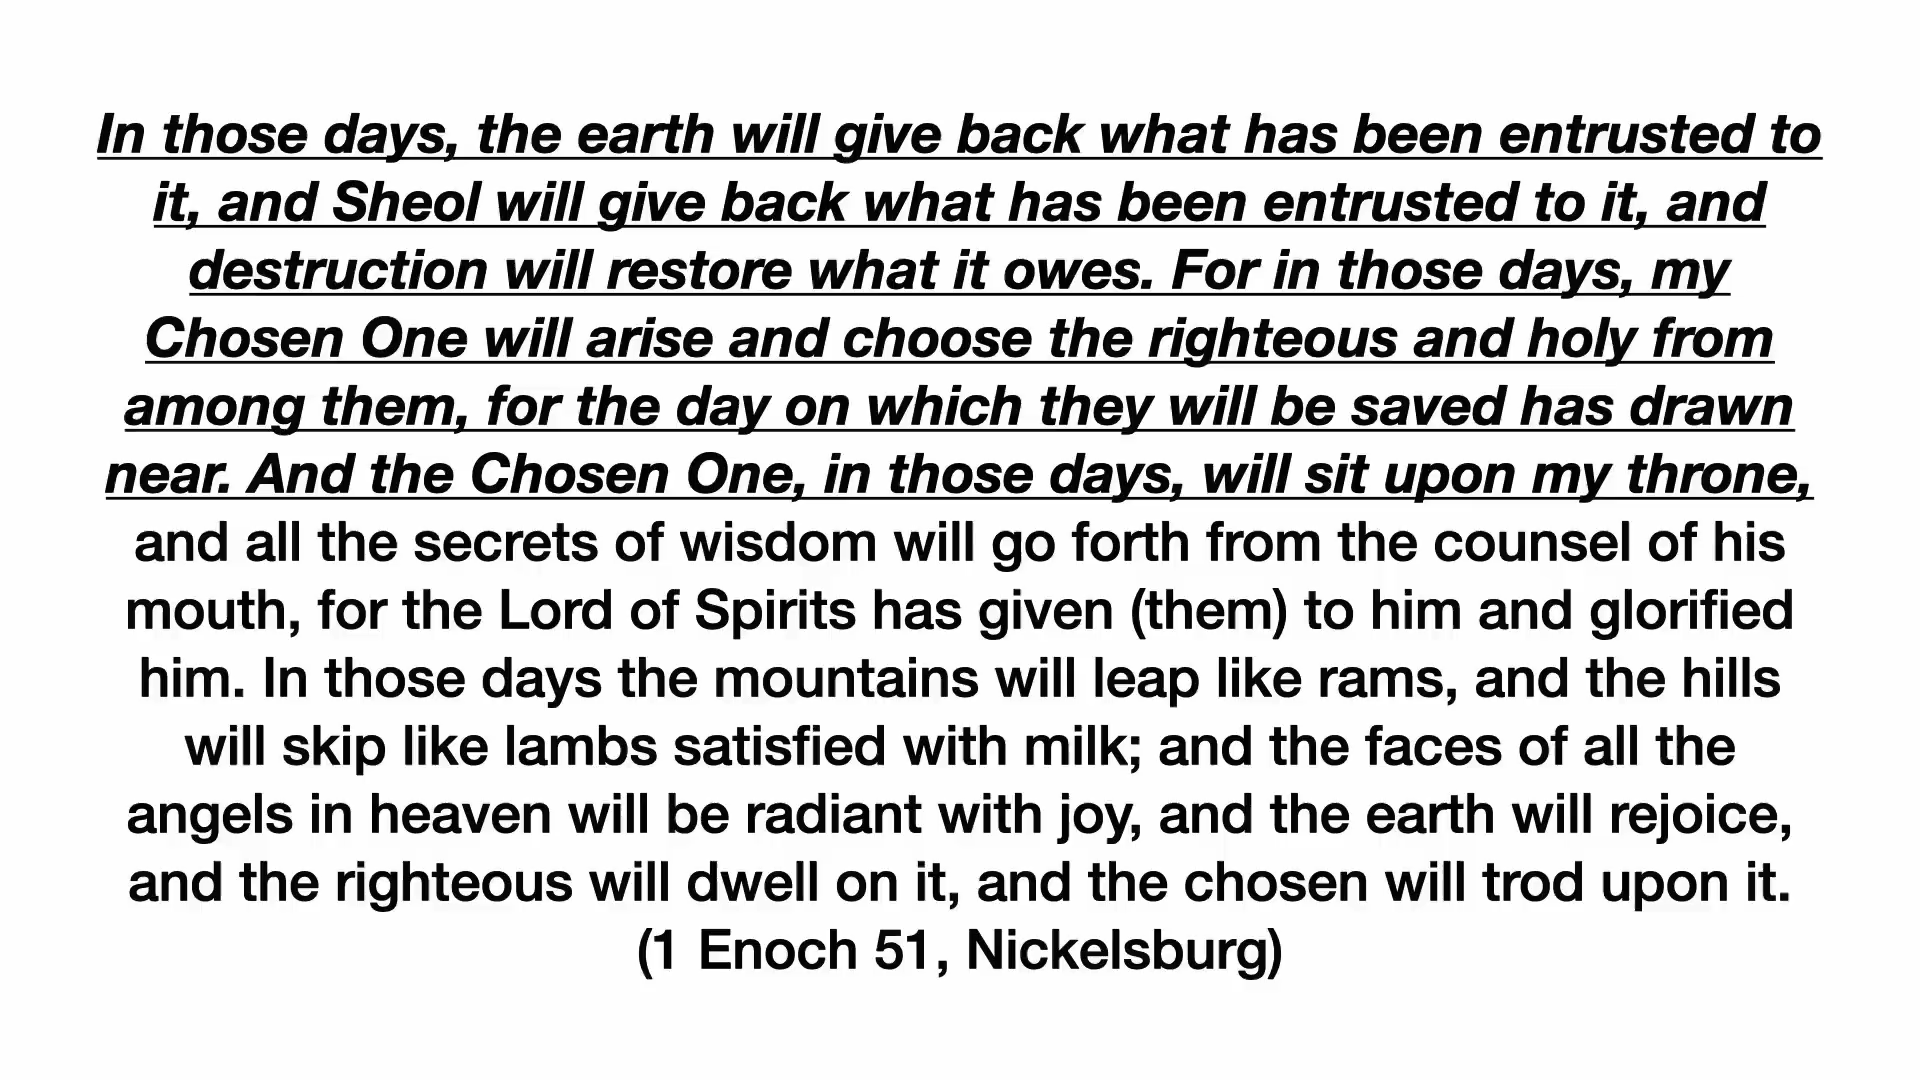 In those days, the earth will give back what has been entrusted to
it, and Sheol will give back what has been entrusted to it, and
destruction will restore what it owes. For in those days, my
Chosen One will arise and choose the righteous and holy from
among them, for the day on which they will be saved has drawn
near. And the Chosen One, in those days, will sit upon my throne,
and all the secrets of wisdom will go forth from the counsel of his
mouth, for the Lord of Spirits has given (them) to him and glorified
him. In those days the mountains will leap like rams, and the hills
will skip like lambs satisfied with milk; and the faces of all the
angels in heaven will be radiant with joy, and the earth will rejoice,
and the righteous will dwell on it, and the chosen will trod upon it.
(1 Enoch 51, Nickelsburg)